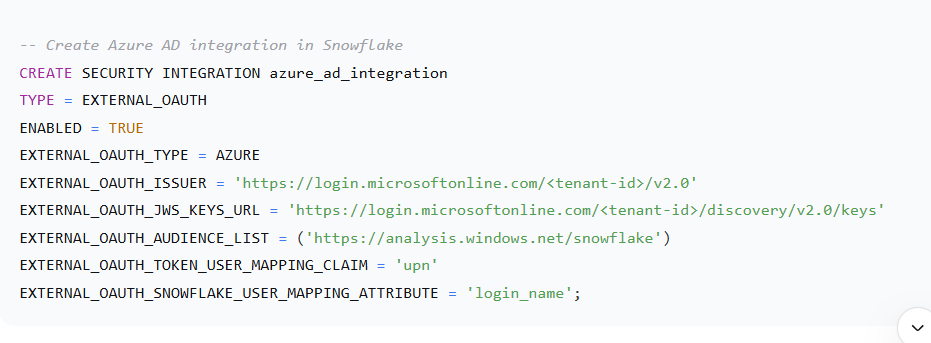 -- Create Azure AD integration in Snowflake
CREATE SECURITY INTEGRATION azure_ad_integration
TYPE = EXTERNAL_OAUTH
ENABLED = TRUE
EXTERNAL_OAUTH_TYPE = AZURE
EXTERNAL_OAUTH_ISSUER = 'https://login.microsoftonline.com/<tenant-id>/v2.0'
EXTERNAL_OAUTH_JWS_KEYS_URL = 'https://login.microsoftonline.com/<tenant-id>/discovery/v2.0/keys'
EXTERNAL_OAUTH_AUDIENCE_LIST = ('https://analysis.windows.net/snowflake')
EXTERNAL_OAUTH_TOKEN_USER_MAPPING_CLAIM = 'upn'
EXTERNAL_OAUTH_SNOWFLAKE_USER_MAPPING_ATTRIBUTE = 'login_name';